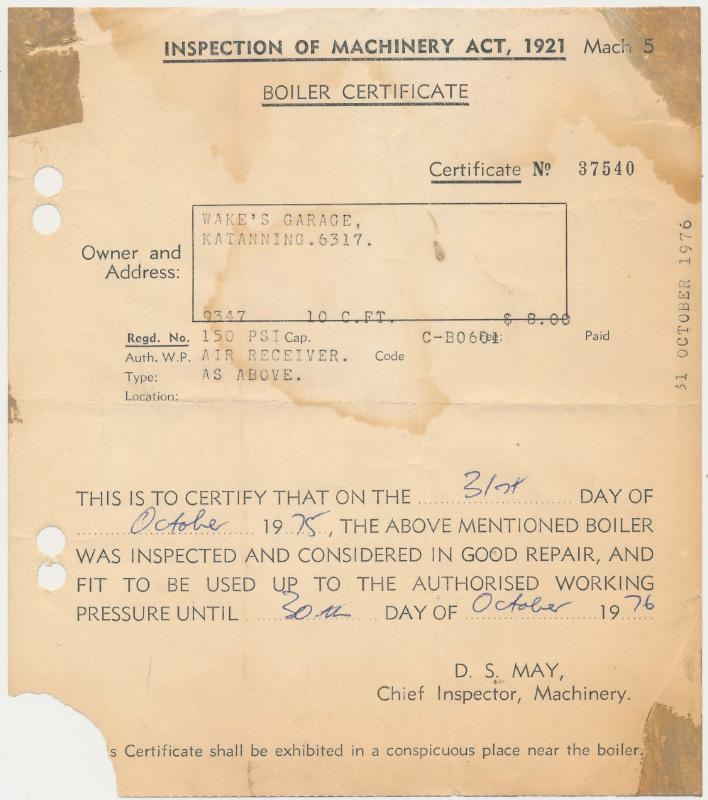 INSPECTION OF MACHINERY ACT, 1921 Mach 5
BOILER CERTIFICATE
Certificate Nº 37540
Owner and
Address:
WAKE'S GARAGE,
KATANNING.6317.
9347 10 C.FT. $ 8.00
Regd. No. 150 PSI Cap. C-B0601 Fee: Paid
Auth. W.P. AIR RECEIVER. Code
Type: AS ABOVE.
Location:
31 OCTOBER 1976
THIS IS TO CERTIFY THAT ON THE 31st DAY OF
October 1975, THE ABOVE MENTIONED BOILER
WAS INSPECTED AND CONSIDERED IN GOOD REPAIR, AND
FIT TO BE USED UP TO THE AUTHORISED WORKING
PRESSURE UNTIL 30th DAY OF October 1976
D. S. MAY,
Chief Inspector, Machinery.
s Certificate shall be exhibited in a conspicuous place near the boiler.